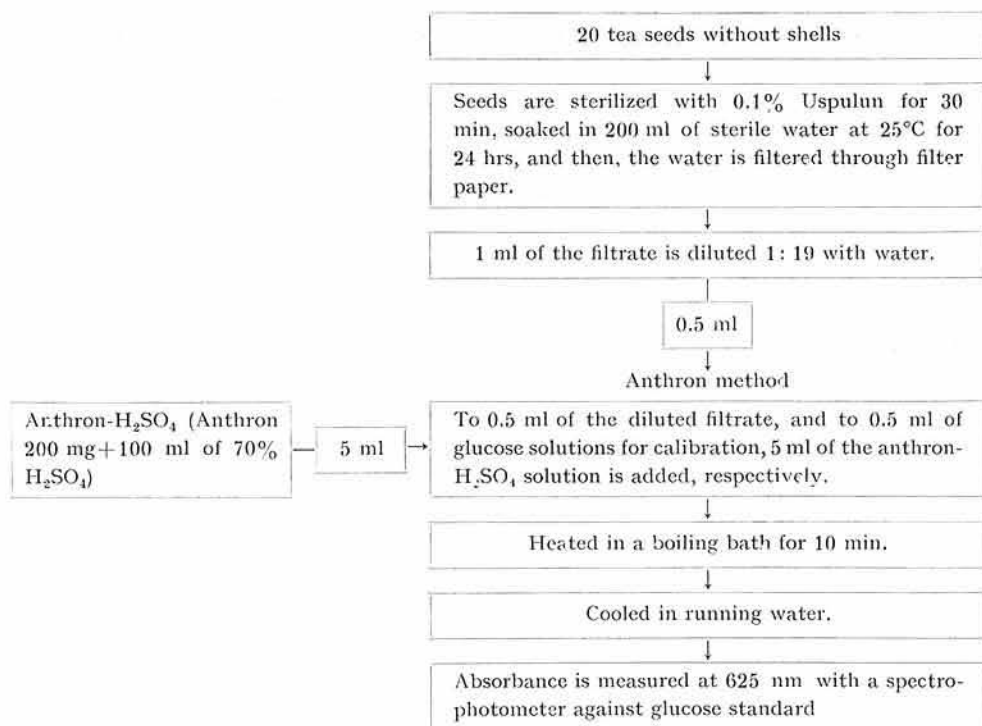 20 tea seeds without shells
Seeds are sterilized with 0.1% Uspulun for 30
min, soaked in 200 ml of sterile water at 25°C for
24 hrs, and then, the water is filtered through filter
paper.
1 ml of the filtrate is diluted 1: 19 with water.
0.5 ml
Anthron method
Anthron-H₂SO₄ (Anthron
200 mg+100 ml of 70%
H₂SO₄)
5 ml
To 0.5 ml of the diluted filtrate, and to 0.5 ml of
glucose solutions for calibration, 5 ml of the anthron-
H₂SO₄ solution is added, respectively.
Heated in a boiling bath for 10 min.
Cooled in running water.
Absorbance is measured at 625 nm with a spectro-
photometer against glucose standard